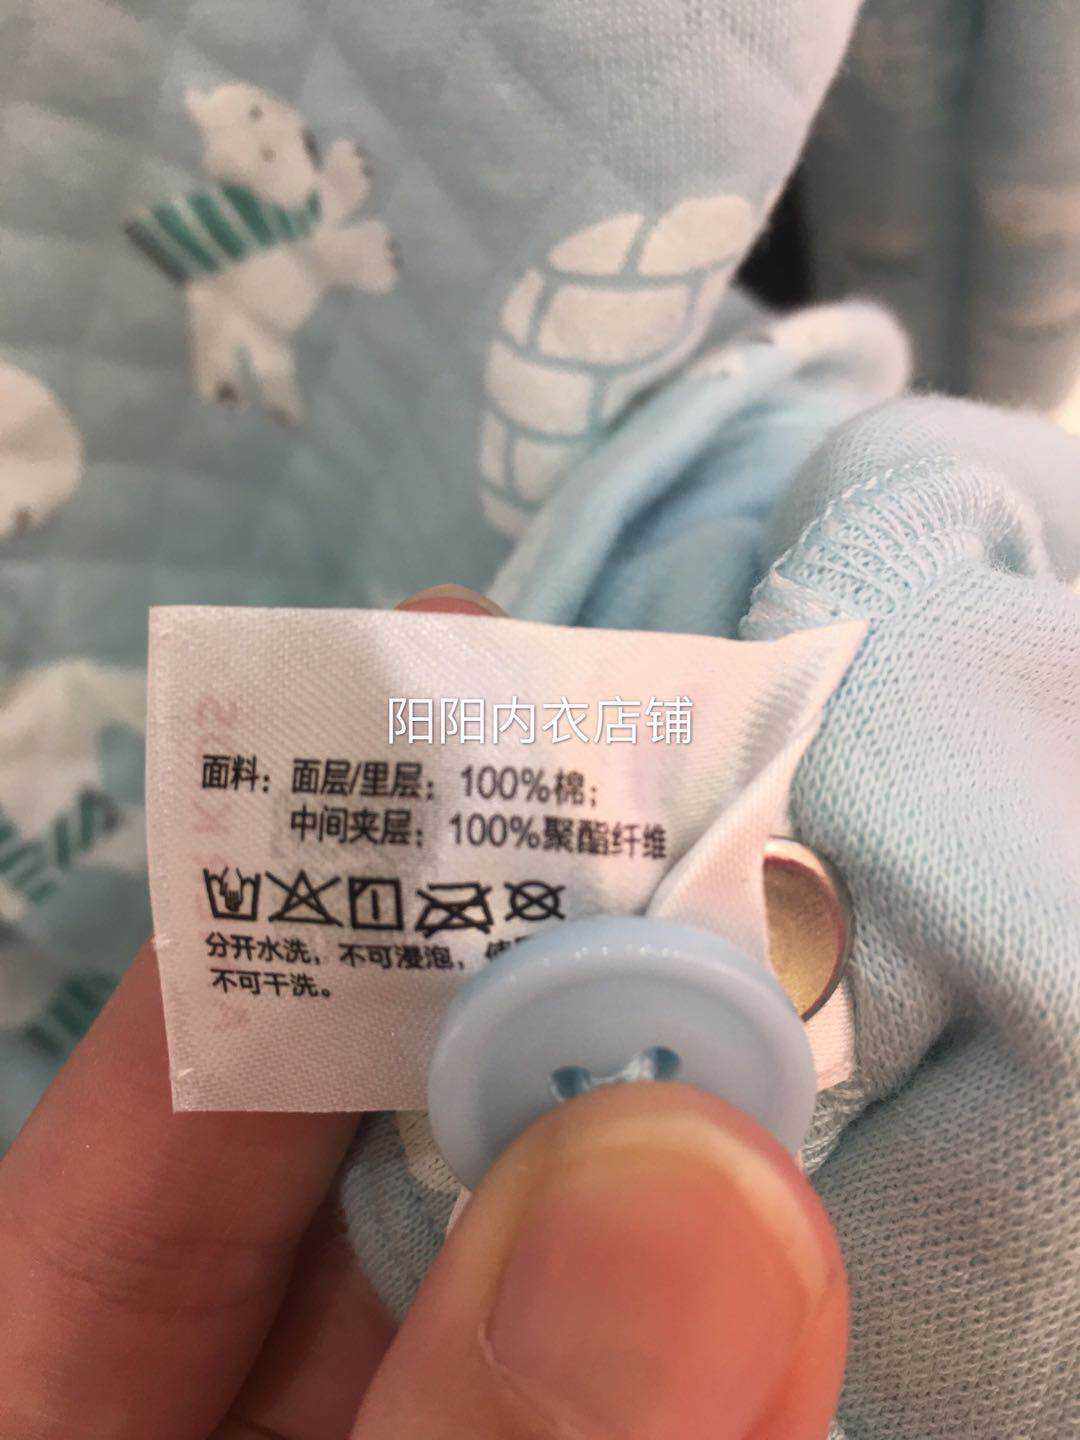 阳阳内衣店铺
面料：面层/里层：100%棉；
中间夹层：100%聚酯纤维
分开水洗，不可浸泡，
不可干洗。